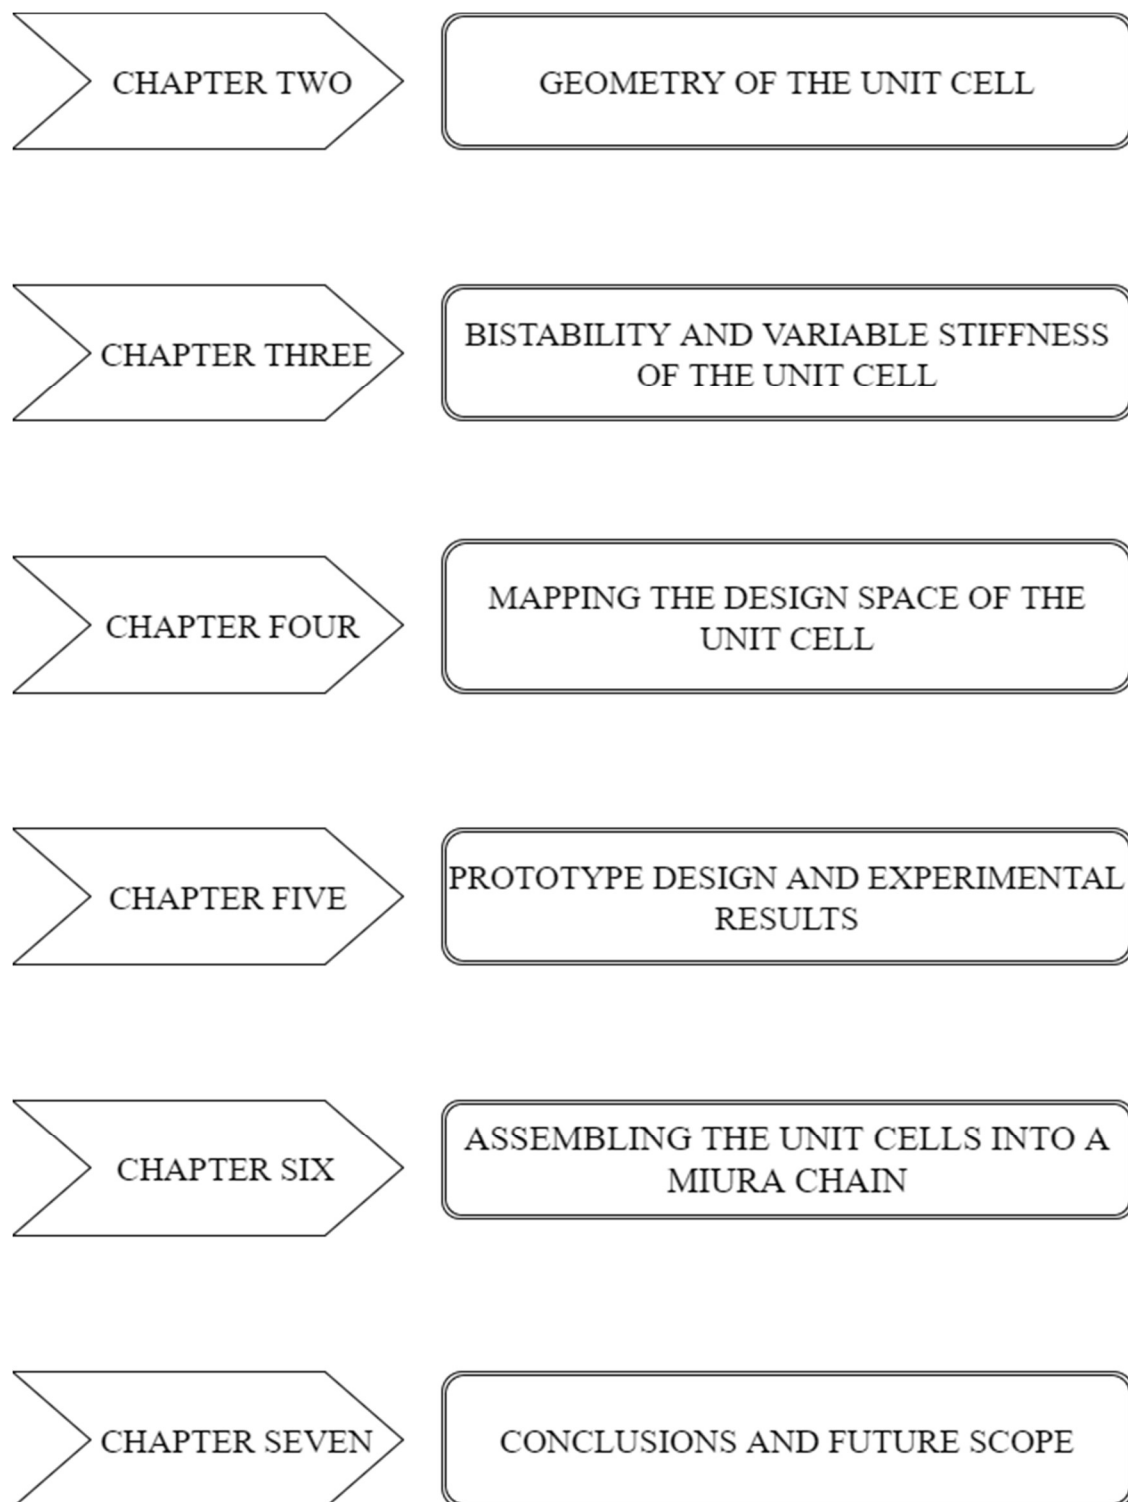 CHAPTER TWO
GEOMETRY OF THE UNIT CELL
CHAPTER THREE
BISTABILITY AND VARIABLE STIFFNESS
OF THE UNIT CELL
CHAPTER FOUR
MAPPING THE DESIGN SPACE OF THE
UNIT CELL
CHAPTER FIVE
PROTOTYPE DESIGN AND EXPERIMENTAL
RESULTS
CHAPTER SIX
ASSEMBLING THE UNIT CELLS INTO A
MIURA CHAIN
CHAPTER SEVEN
CONCLUSIONS AND FUTURE SCOPE